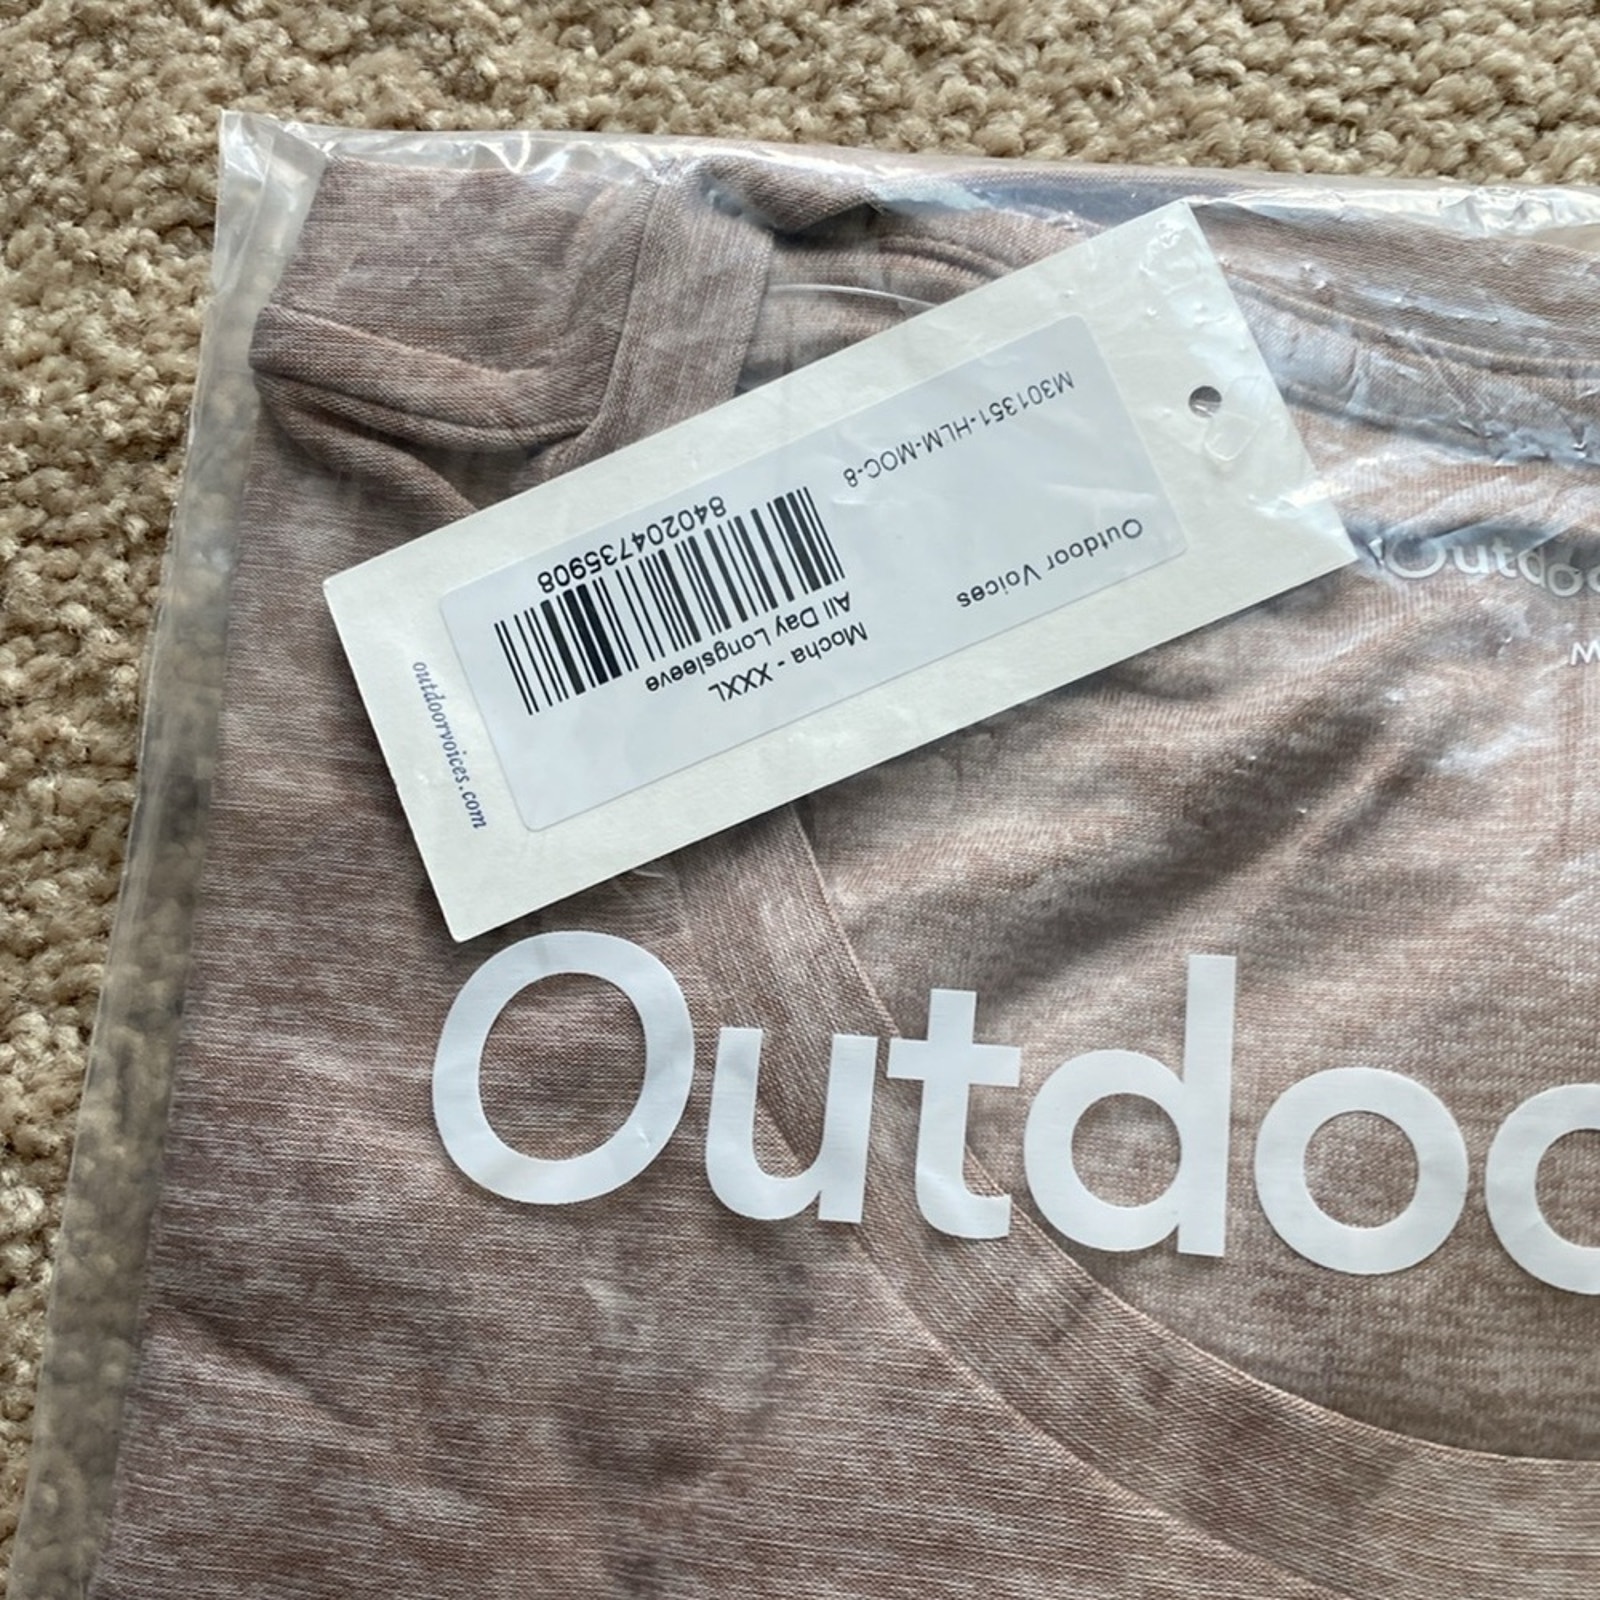 Outdoor Voices
M301351-HLM-MOC-8
Mocha - XXXL
All Day Longsleeve
840204735908
outdoorvoices.com
Outdoo
W
Outdoo